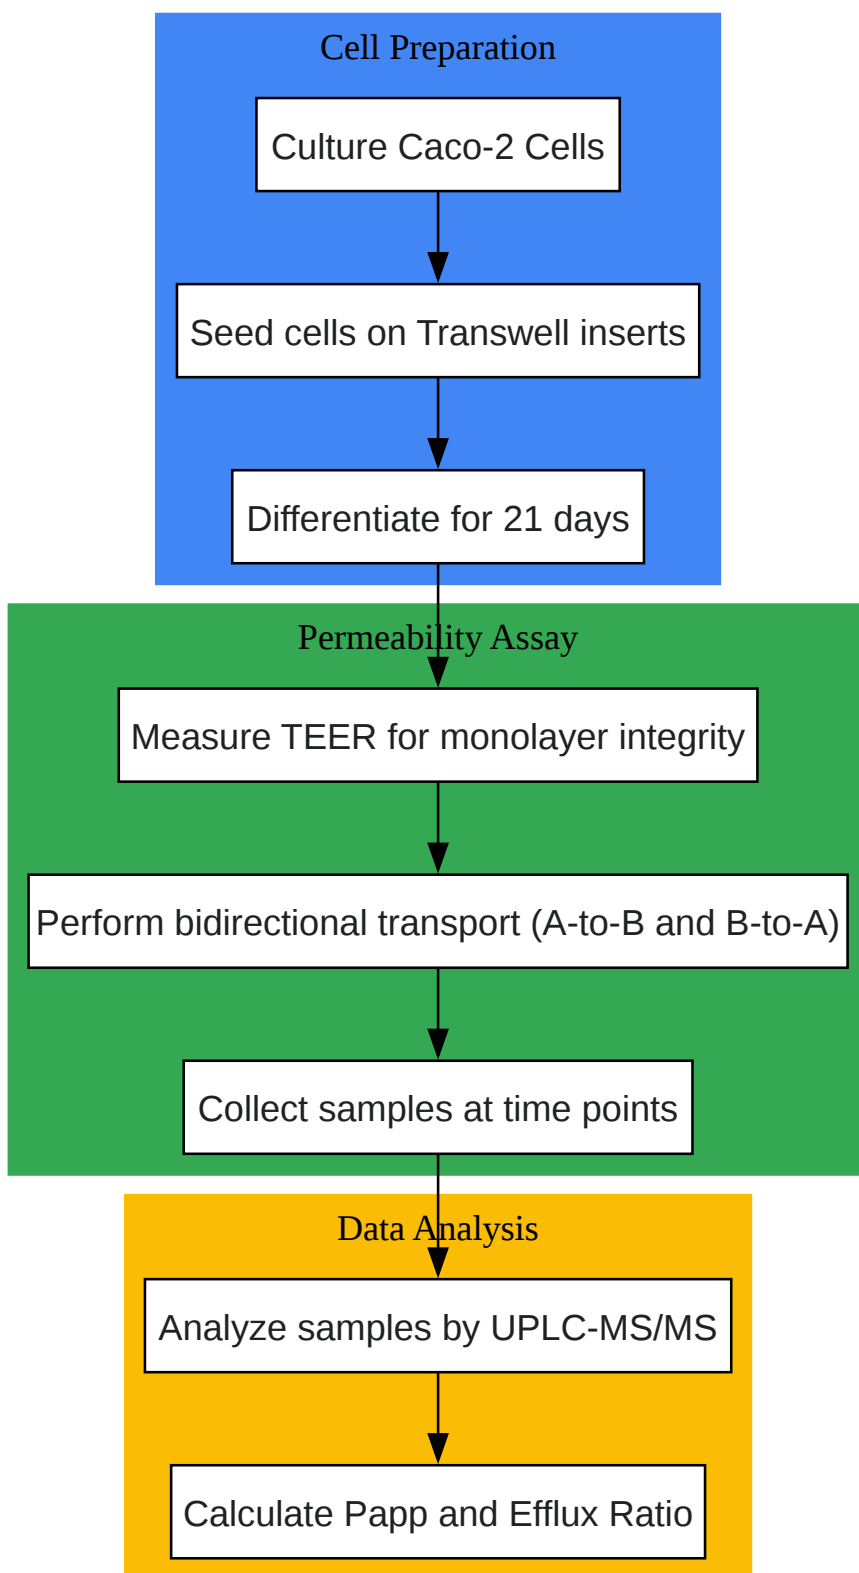 Cell Preparation
Culture Caco-2 Cells
Seed cells on Transwell inserts
Differentiate for 21 days
Permeability Assay
Measure TEER for monolayer integrity
Perform bidirectional transport (A-to-B and B-to-A)
Collect samples at time points
Data Analysis
Analyze samples by UPLC-MS/MS
Calculate Papp and Efflux Ratio